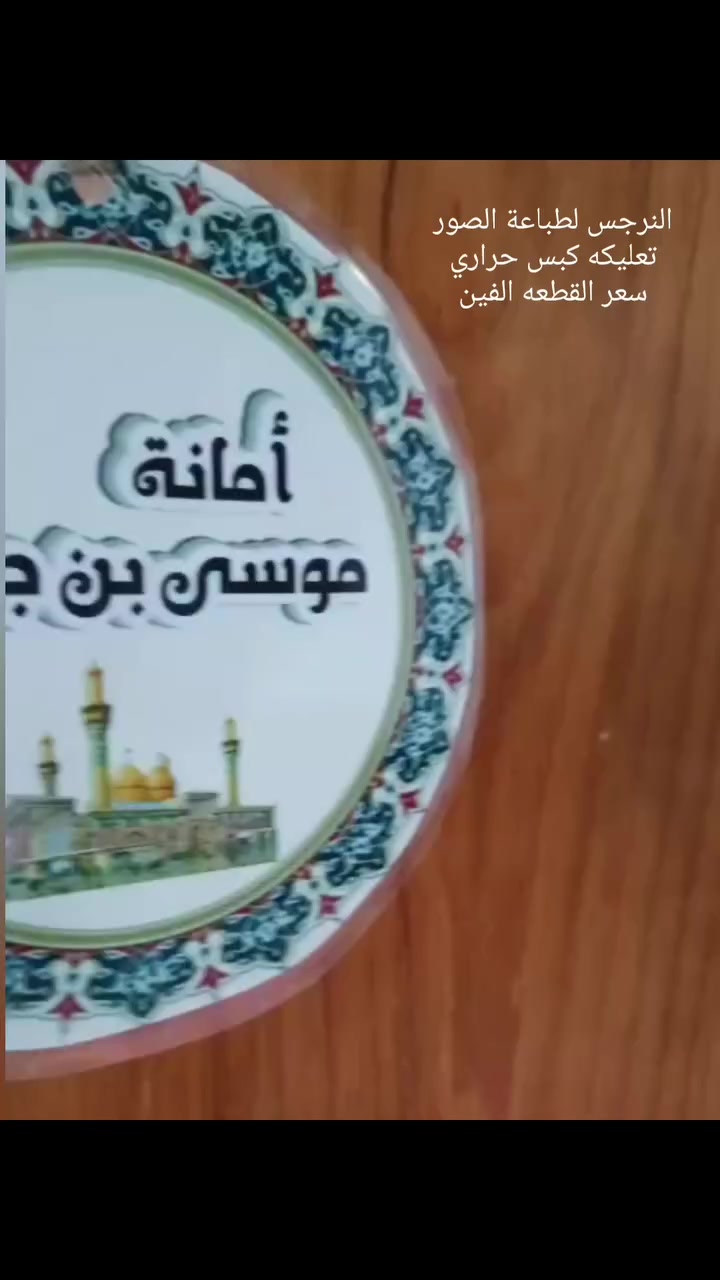 النرجس لطباعة الصور
تعليكه كبس حراري
سعر القطعه الفين
أمانة
موسى بن